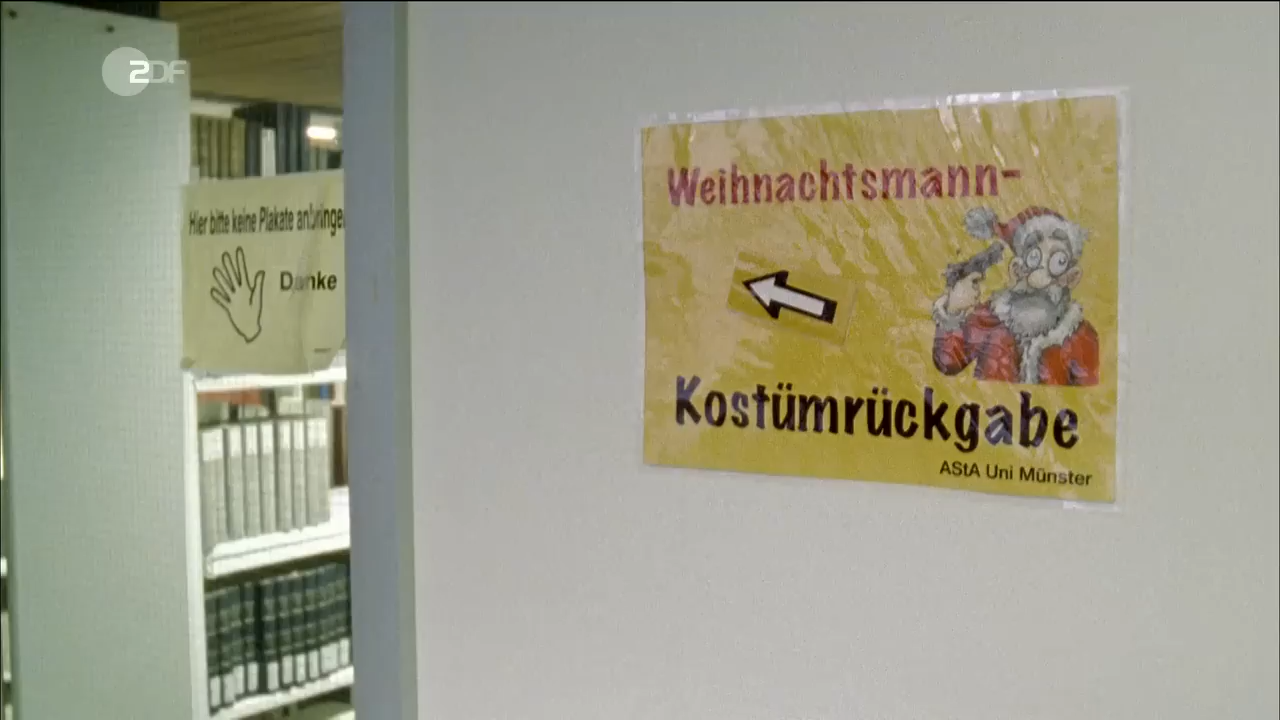 ZDF
Hier bitte keine Plakate anbringen
Danke
Weihnachtsmann-
Kostümrückgabe
AStA Uni Münster